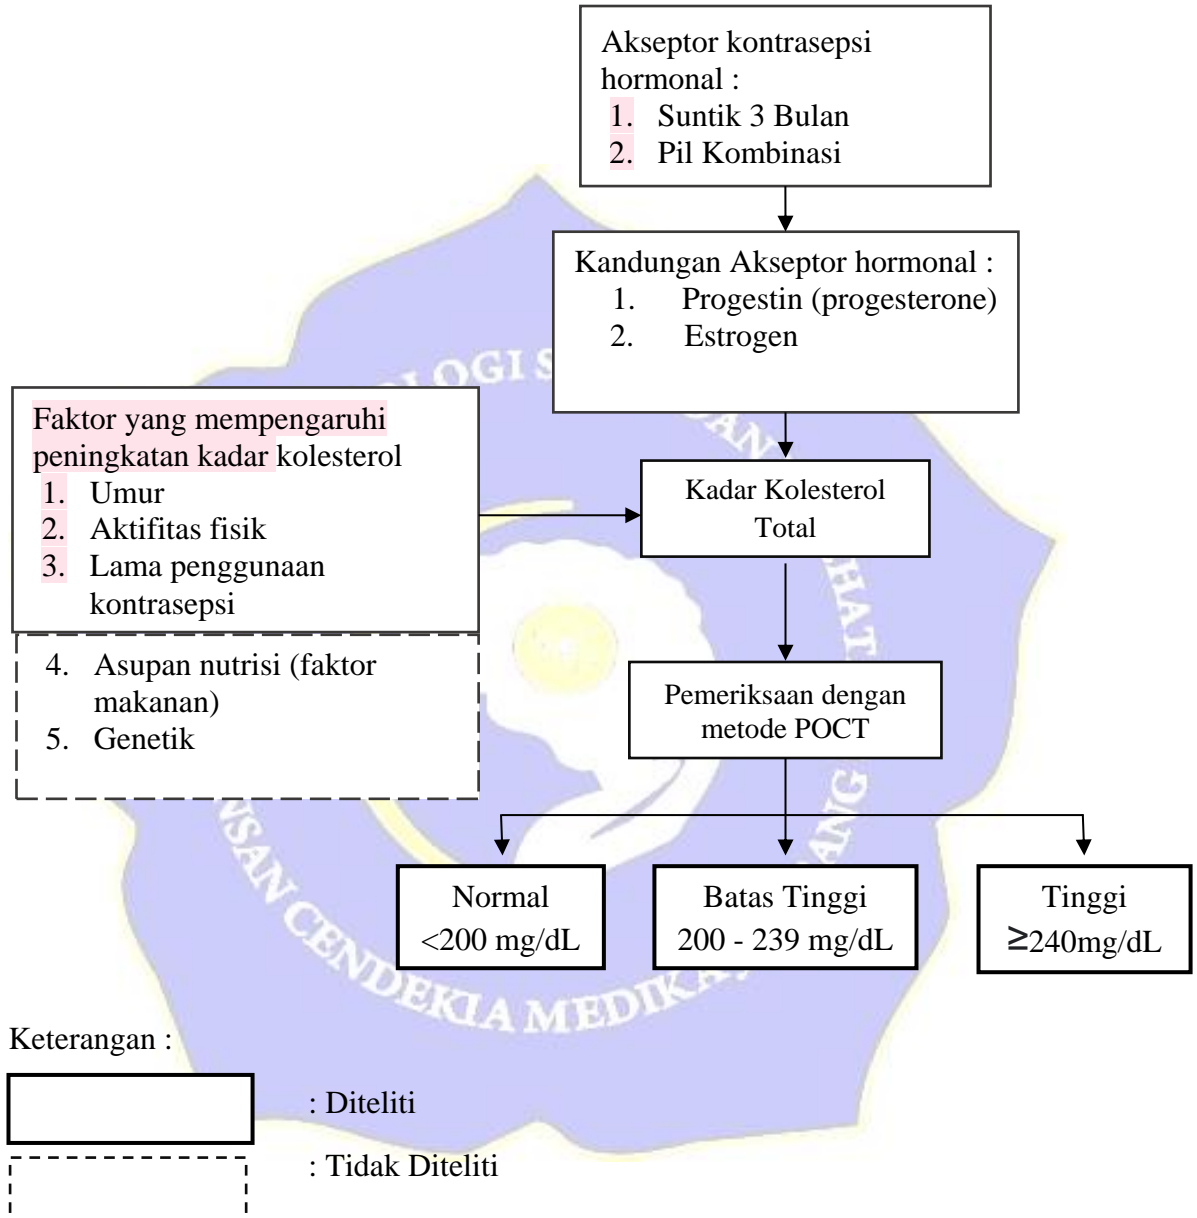 Akseptor kontrasepsi
hormonal :
1. Suntik 3 Bulan
2. Pil Kombinasi
Kandungan Akseptor hormonal :
1. Progestin (progesterone)
2. Estrogen
Faktor yang mempengaruhi
peningkatan kadar kolesterol
1. Umur
2. Aktifitas fisik
3. Lama penggunaan
kontrasepsi
4. Asupan nutrisi (faktor
makanan)
5. Genetik
Kadar Kolesterol
Total
Pemeriksaan dengan
metode POCT
Normal
<200 mg/dL
Batas Tinggi
200 - 239 mg/dL
Tinggi
≥240mg/dL
CENDEKIA MEDIKA
Keterangan :
: Diteliti
: Tidak Diteliti